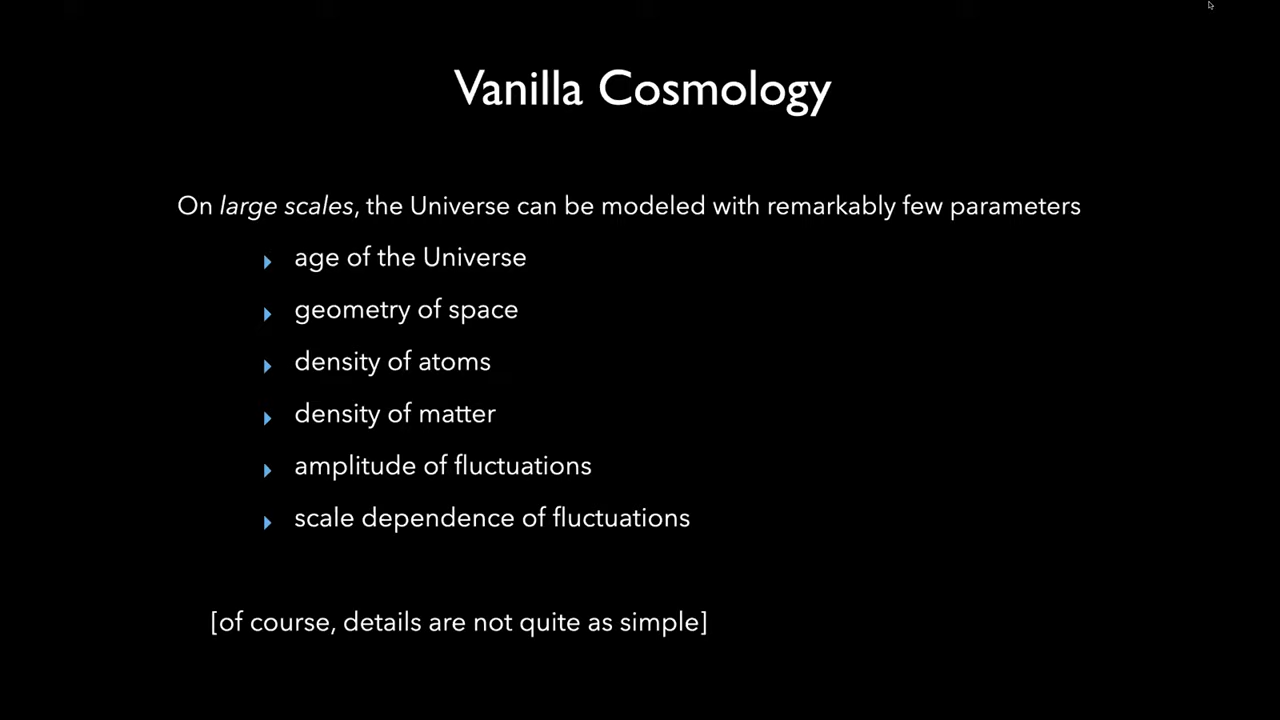 Vanilla Cosmology
On large scales, the Universe can be modeled with remarkably few parameters
age of the Universe
geometry of space
density of atoms
density of matter
amplitude of fluctuations
scale dependence of fluctuations
[of course, details are not quite as simple]